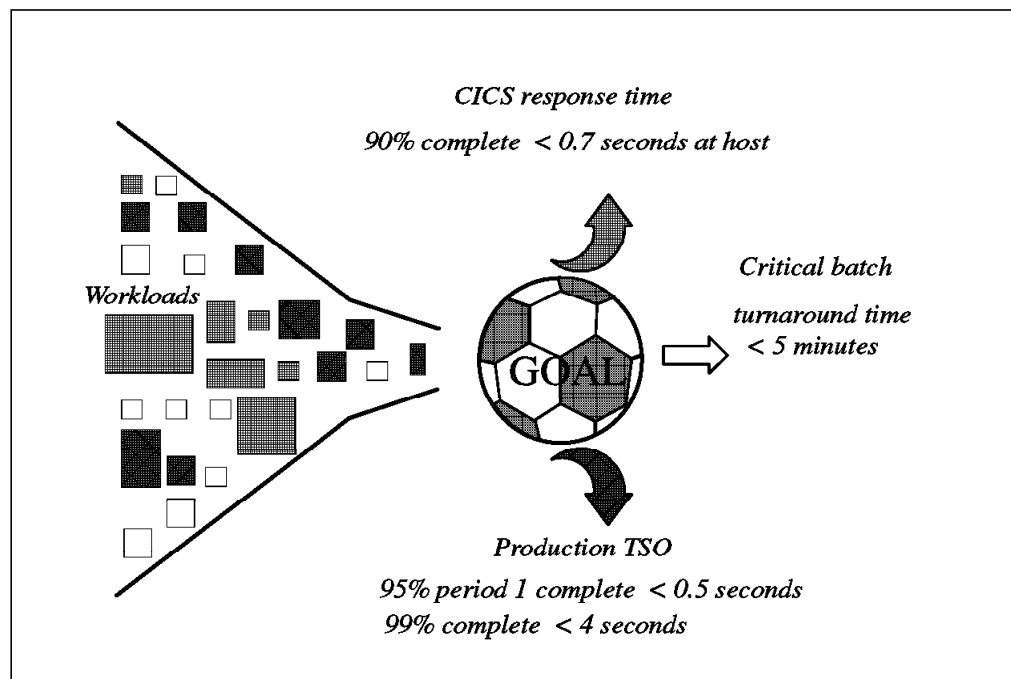 CICS response time
90% complete < 0.7 seconds at host
Workloads
GOAL
Critical batch
turnaround time
< 5 minutes
Production TSO
95% period 1 complete < 0.5 seconds
99% complete < 4 seconds